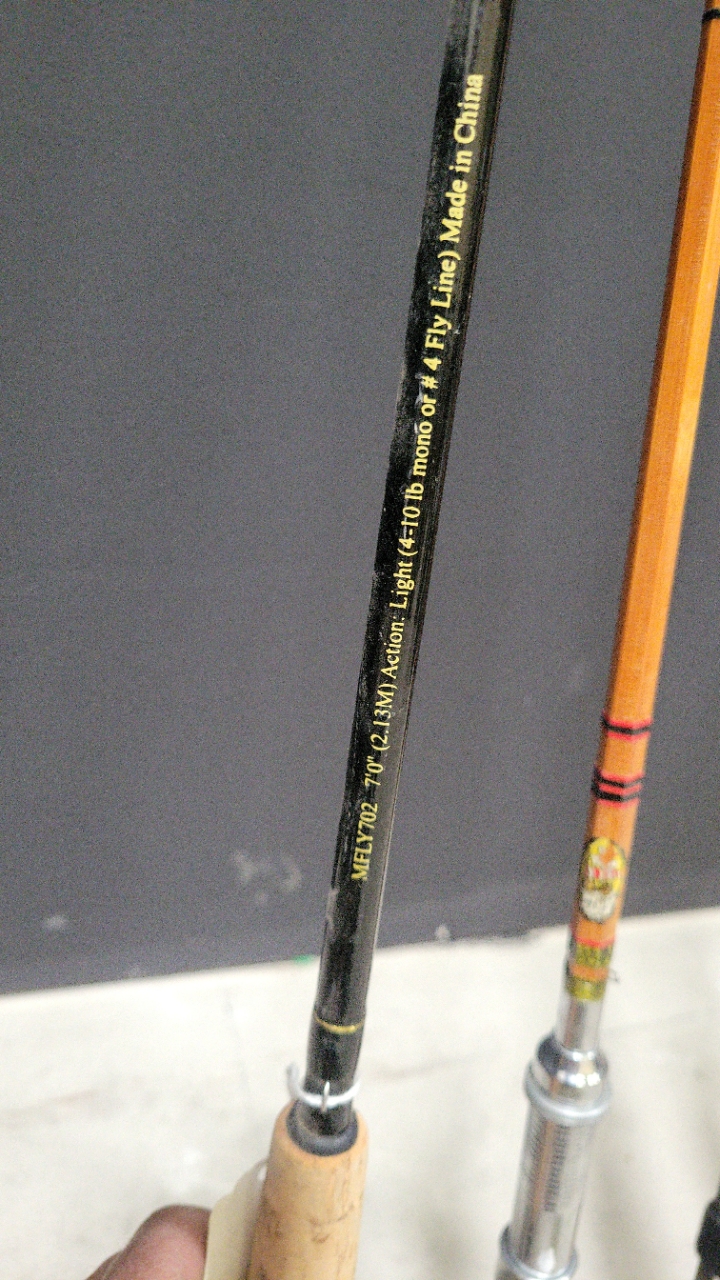 MFLY702 7'0" (2.13M) Action: Light (4-10 lb mono or # 4 Fly Line) Made in China